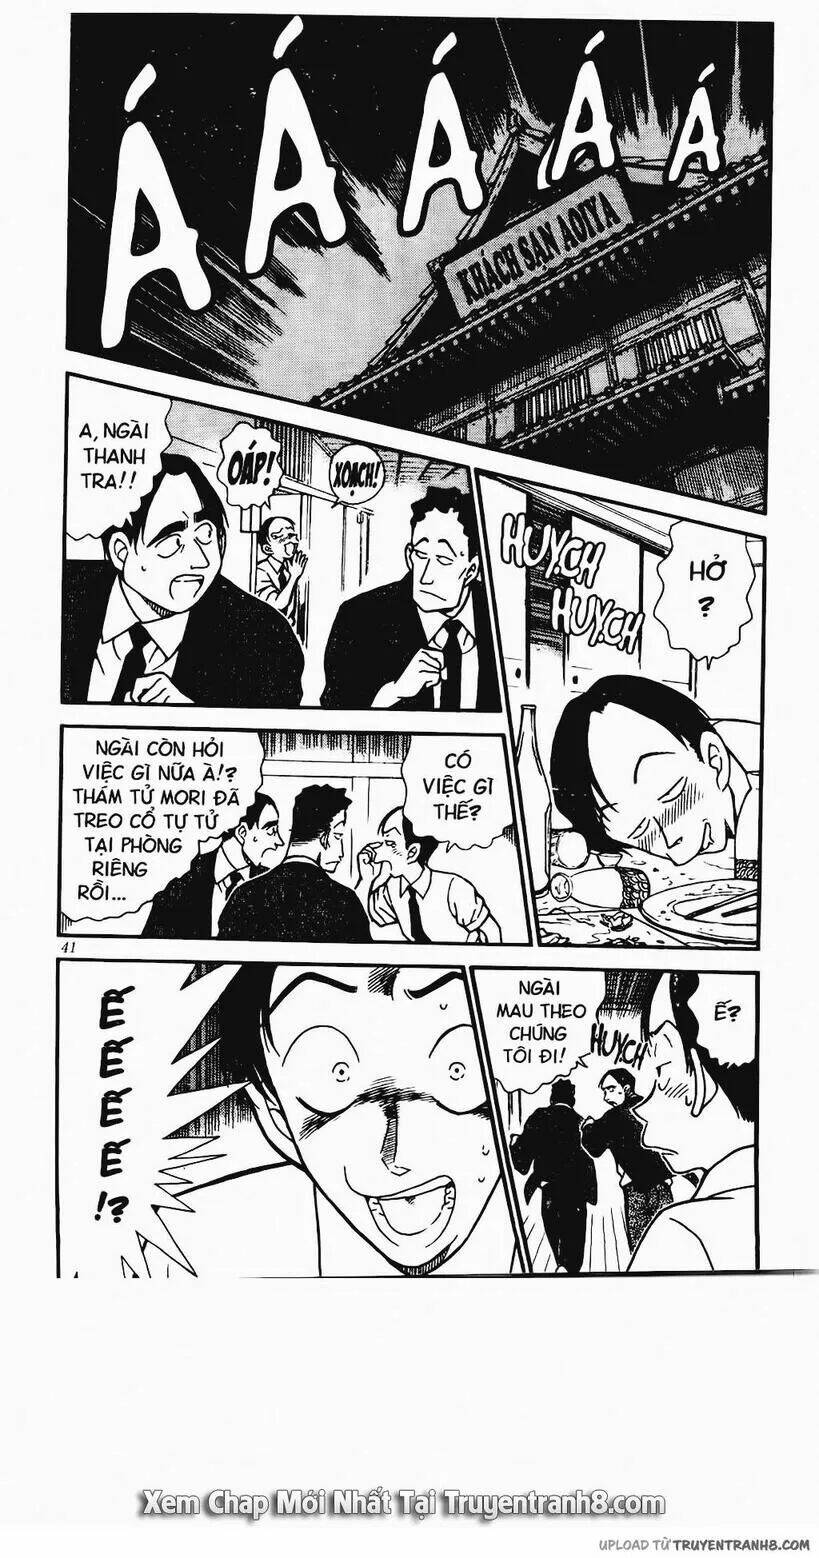 Á Á Á Á Á
KHÁCH SẠN AOIYA
HỞ
?
HUỴCH
HUỴCH
XOẠCH!
OÁP!
A, NGÀI
THANH
TRA!!
CÓ
VIỆC GÌ
THẾ?
NGÀI CÒN HỎI
VIỆC GÌ NỮA À!?
THÁM TỬ MORI ĐÃ
TREO CỔ TỰ TỬ
TẠI PHÒNG
RIÊNG
RỒI...
41
Ế?
NGÀI
MAU THEO
CHÚNG
TÔI ĐI!
HUỴCH
Ế
Ế
Ế
Ế
!?
Xem Chap Mới Nhất Tại Truyentranh8.com
UPLOAD TỪ TRUYENTRANH8.COM